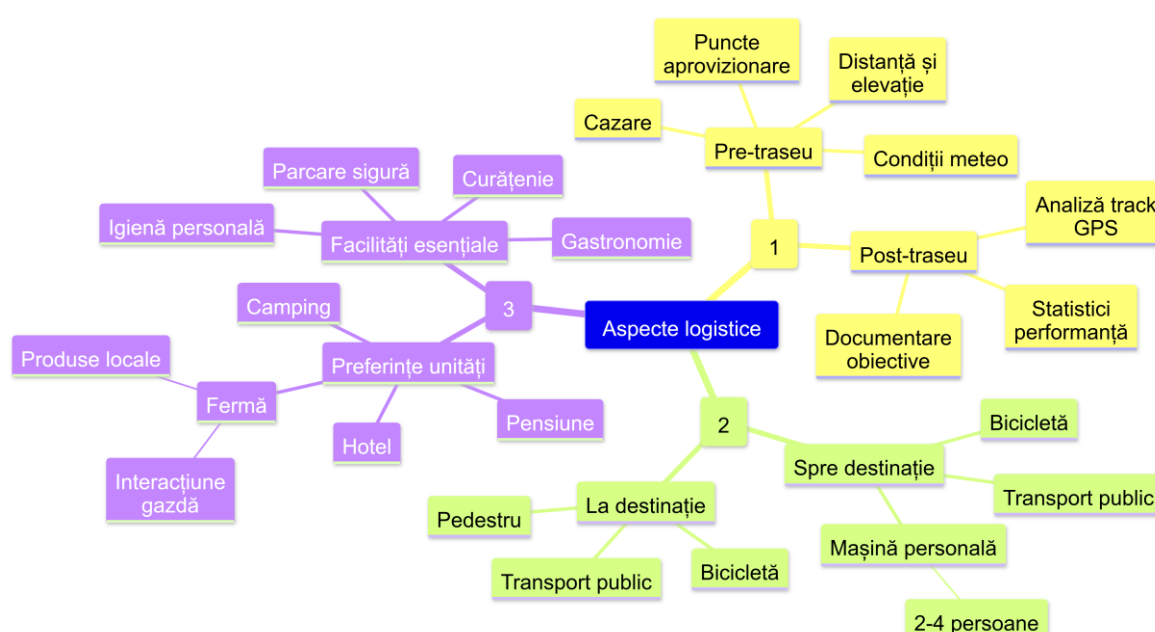 Aspecte logistice
1
Pre-traseu
Cazare
Puncte
aprovizionare
Distanță și
elevație
Condiții meteo
Post-traseu
Analiză track
GPS
Statistici
performanță
Documentare
obiective
2
Spre destinație
Bicicletă
Transport public
Mașină personală
2-4 persoane
La destinație
Bicicletă
Transport public
Pedestru
3
Facilități esențiale
Igienă personală
Parcare sigură
Curățenie
Gastronomie
Preferințe unități
Camping
Fermă
Produse locale
Interacțiune
gazdă
Hotel
Pensiune